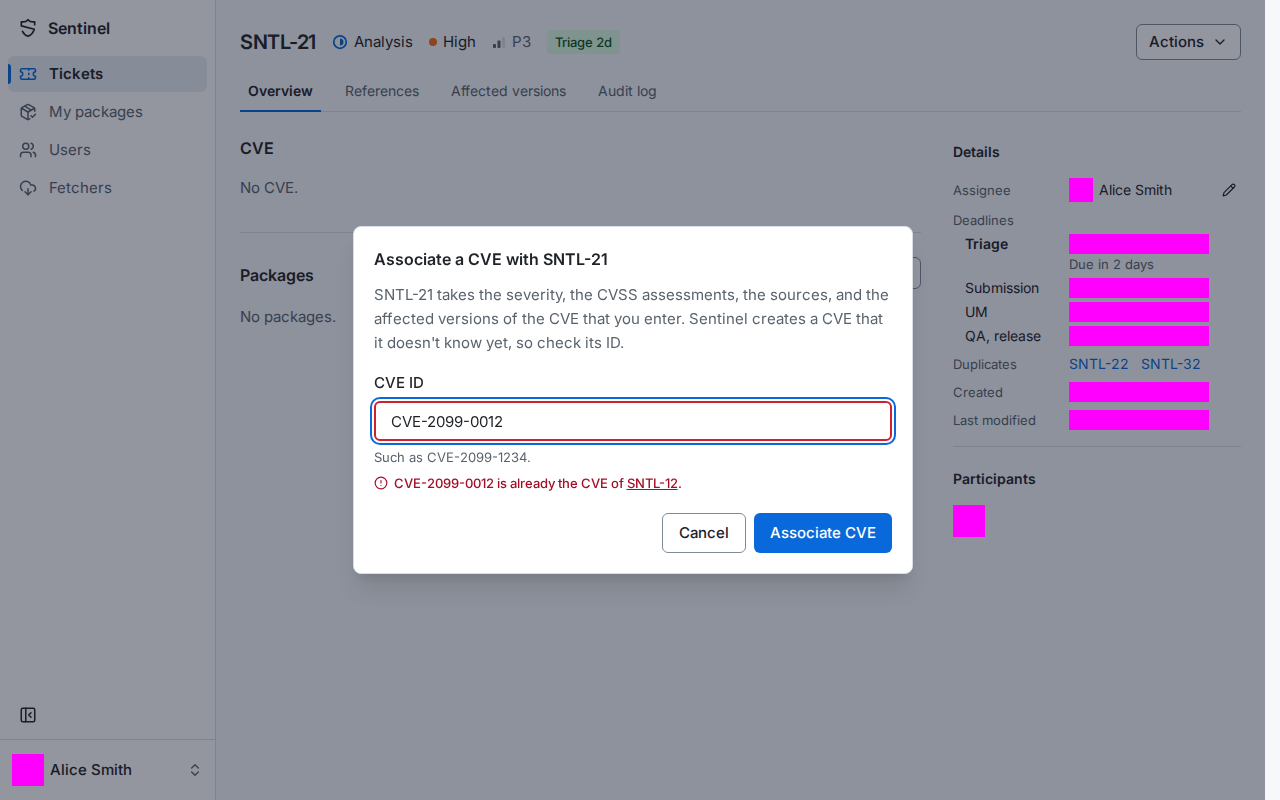 Sentinel
Tickets
My packages
Users
Fetchers
Alice Smith
SNTL-21 Analysis High P3 Triage 2d
Actions
Overview References Affected versions Audit log
CVE
No CVE.
Packages
No packages.
Associate a CVE with SNTL-21
SNTL-21 takes the severity, the CVSS assessments, the sources, and the
affected versions of the CVE that you enter. Sentinel creates a CVE that
it doesn't know yet, so check its ID.
CVE ID
CVE-2099-0012
Such as CVE-2099-1234.
CVE-2099-0012 is already the CVE of SNTL-12.
Cancel Associate CVE
Details
Assignee Alice Smith
Deadlines
Triage
Due in 2 days
Submission
UM
QA, release
Duplicates SNTL-22 SNTL-32
Created
Last modified
Participants